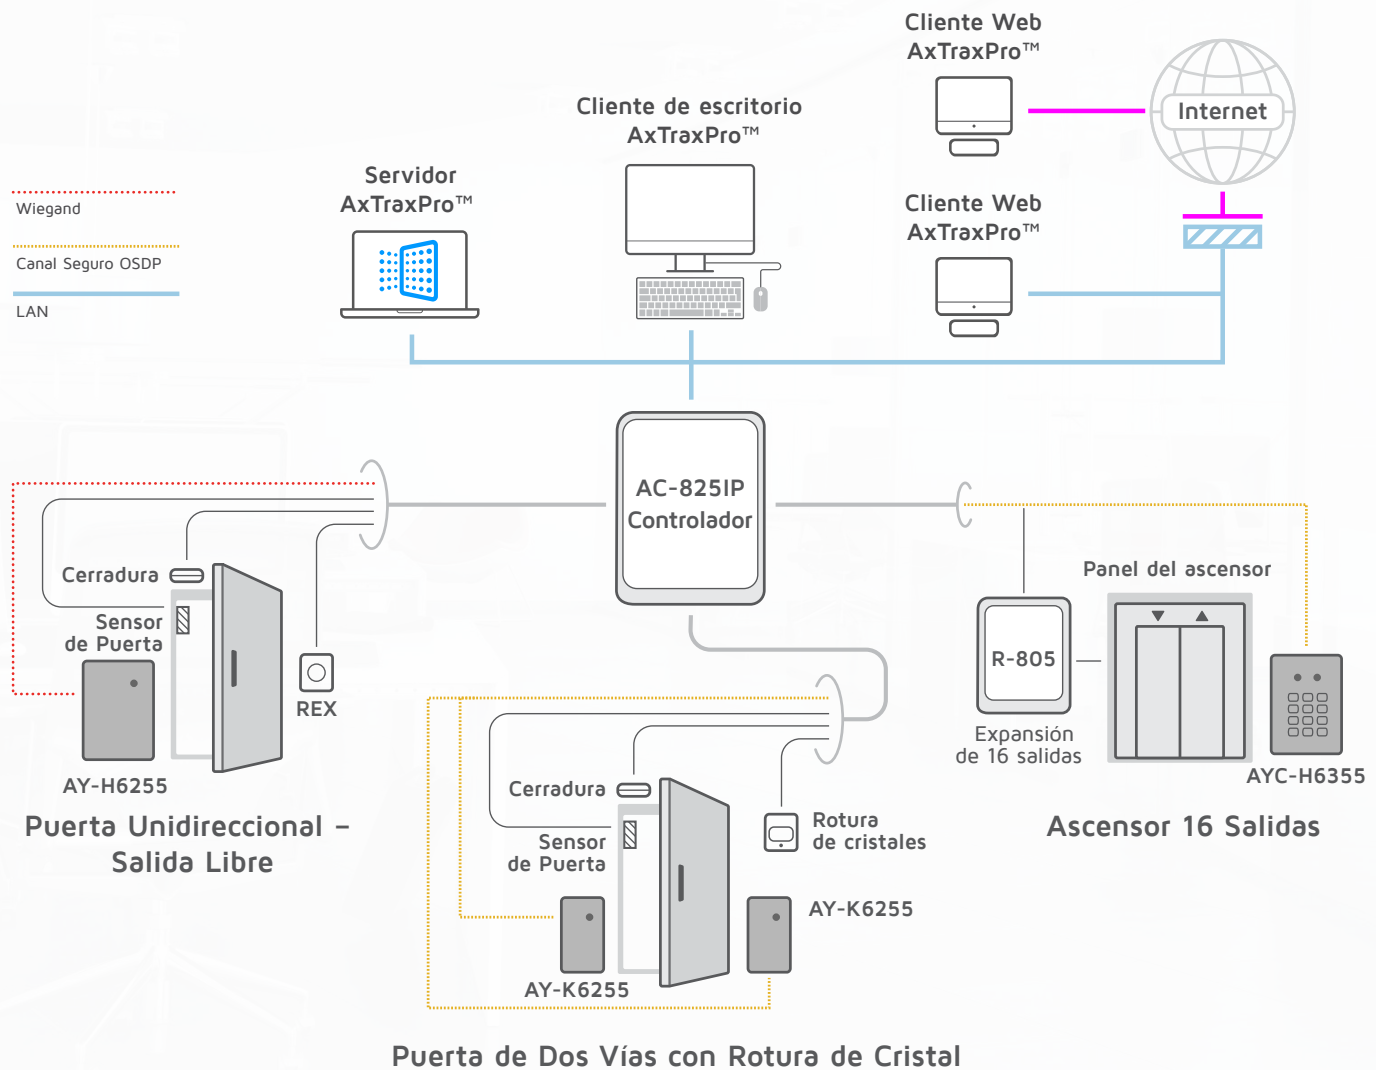 Cliente Web
AxTraxPro™
Internet
Cliente de escritorio
AxTraxPro™
Servidor
AxTraxPro™
Cliente Web
AxTraxPro™
Wiegand
Canal Seguro OSDP
LAN
AC-825IP
Controlador
Cerradura
Sensor
de Puerta
REX
AY-H6255
Puerta Unidireccional –
Salida Libre
Panel del ascensor
R-805
Expansión
de 16 salidas
AYC-H6355
Ascensor 16 Salidas
Cerradura
Sensor
de Puerta
Rotura
de cristales
AY-K6255
AY-K6255
Puerta de Dos Vías con Rotura de Cristal